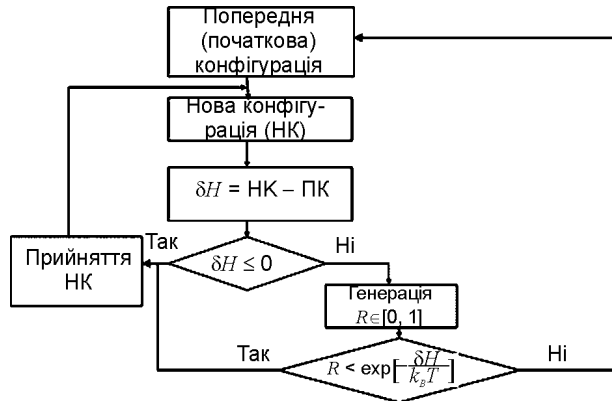 Попередня
(початкова)
конфігурація
Нова конфігу-
рація (НК)
δH = НК – ПК
Так
Ні
Прийняття
НК
δH ≤ 0
Генерація
R∈[0, 1]
Так
Ні
R < exp[-δH/k_BT]